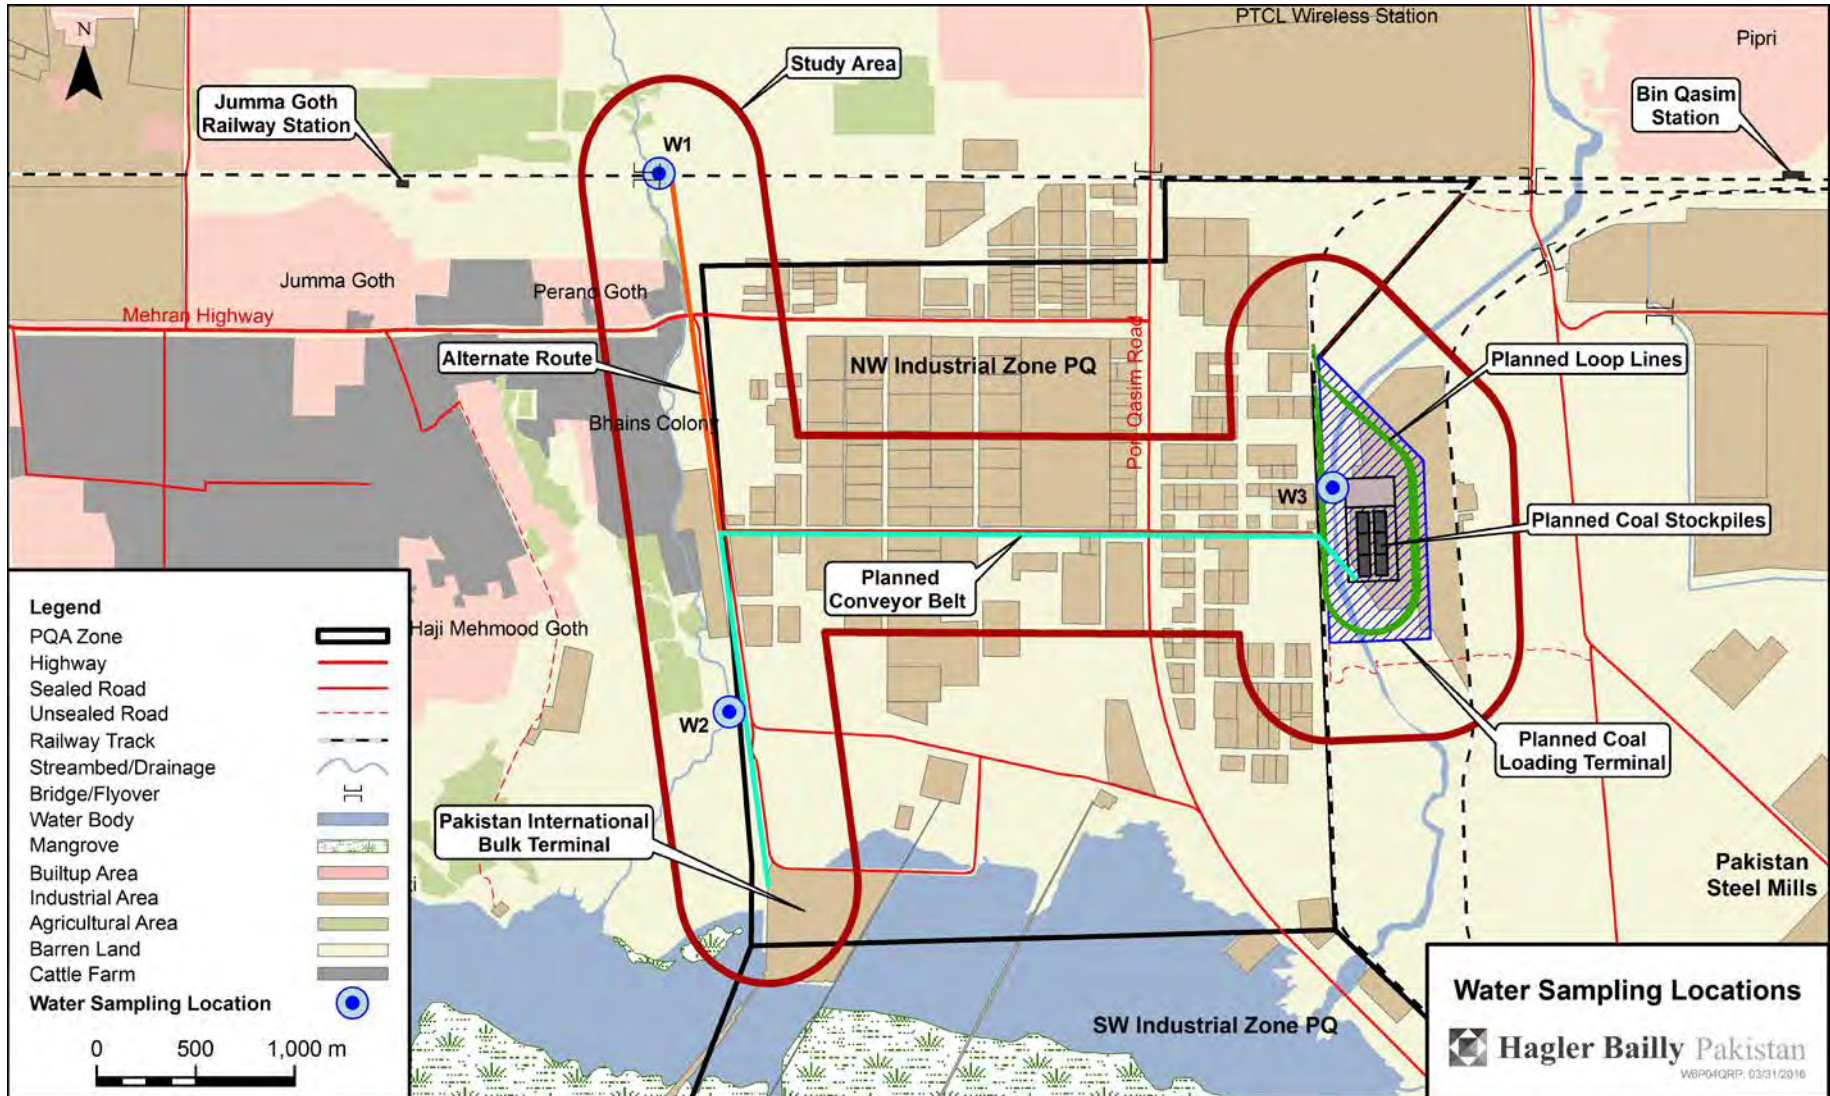 PTCL Wireless Station
N
Pipri
Study Area
Jumma Goth
Railway Station
Bin Qasim
Station
W1
Jumma Goth
Perano Goth
Mehran Highway
Alternate Route
NW Industrial Zone PQ
Port Qasim Road
Planned Loop Lines
Bhains Colony
W3
Planned Coal Stockpiles
Planned
Conveyor Belt
Haji Mehmood Goth
W2
Planned Coal
Loading Terminal
Pakistan International
Bulk Terminal
Pakistan
Steel Mills
SW Industrial Zone PQ
Legend
PQA Zone
Highway
Sealed Road
Unsealed Road
Railway Track
Streambed/Drainage
Bridge/Flyover
Water Body
Mangrove
Builtup Area
Industrial Area
Agricultural Area
Barren Land
Cattle Farm
Water Sampling Location
0 500 1,000 m
Water Sampling Locations
Hagler Bailly Pakistan